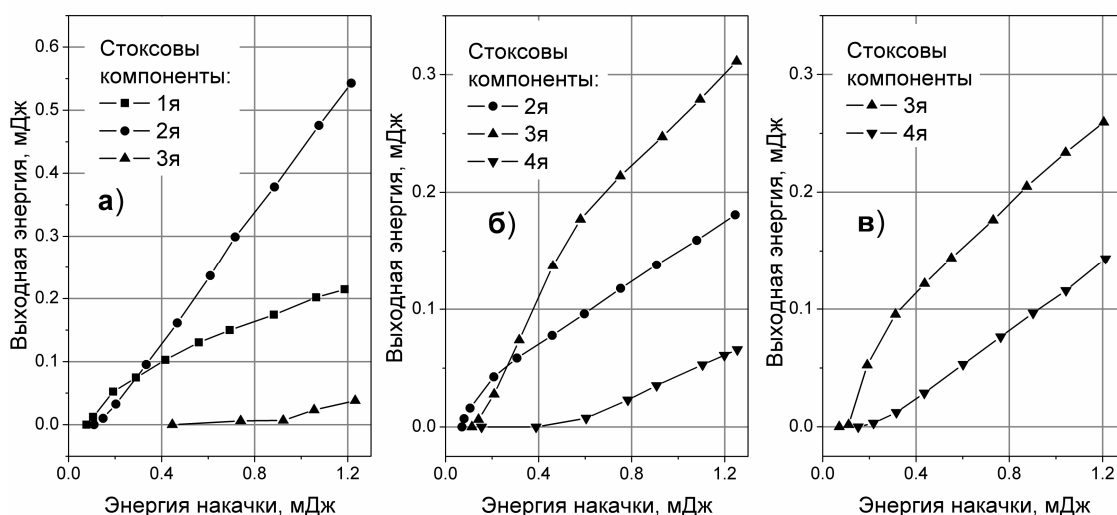 Выходная энергия, мДж
0.6
0.5
0.4
0.3
0.2
0.1
0.0
Стоксовы
компоненты:
1я
2я
3я
а)
0.0 0.4 0.8 1.2
Энергия накачки, мДж
Выходная энергия, мДж
0.3
0.2
0.1
0.0
Стоксовы
компоненты:
2я
3я
4я
б)
0.0 0.4 0.8 1.2
Энергия накачки, мДж
Выходная энергия, мДж
0.3
0.2
0.1
0.0
Стоксовы
компоненты
3я
4я
в)
0.0 0.4 0.8 1.2
Энергия накачки, мДж